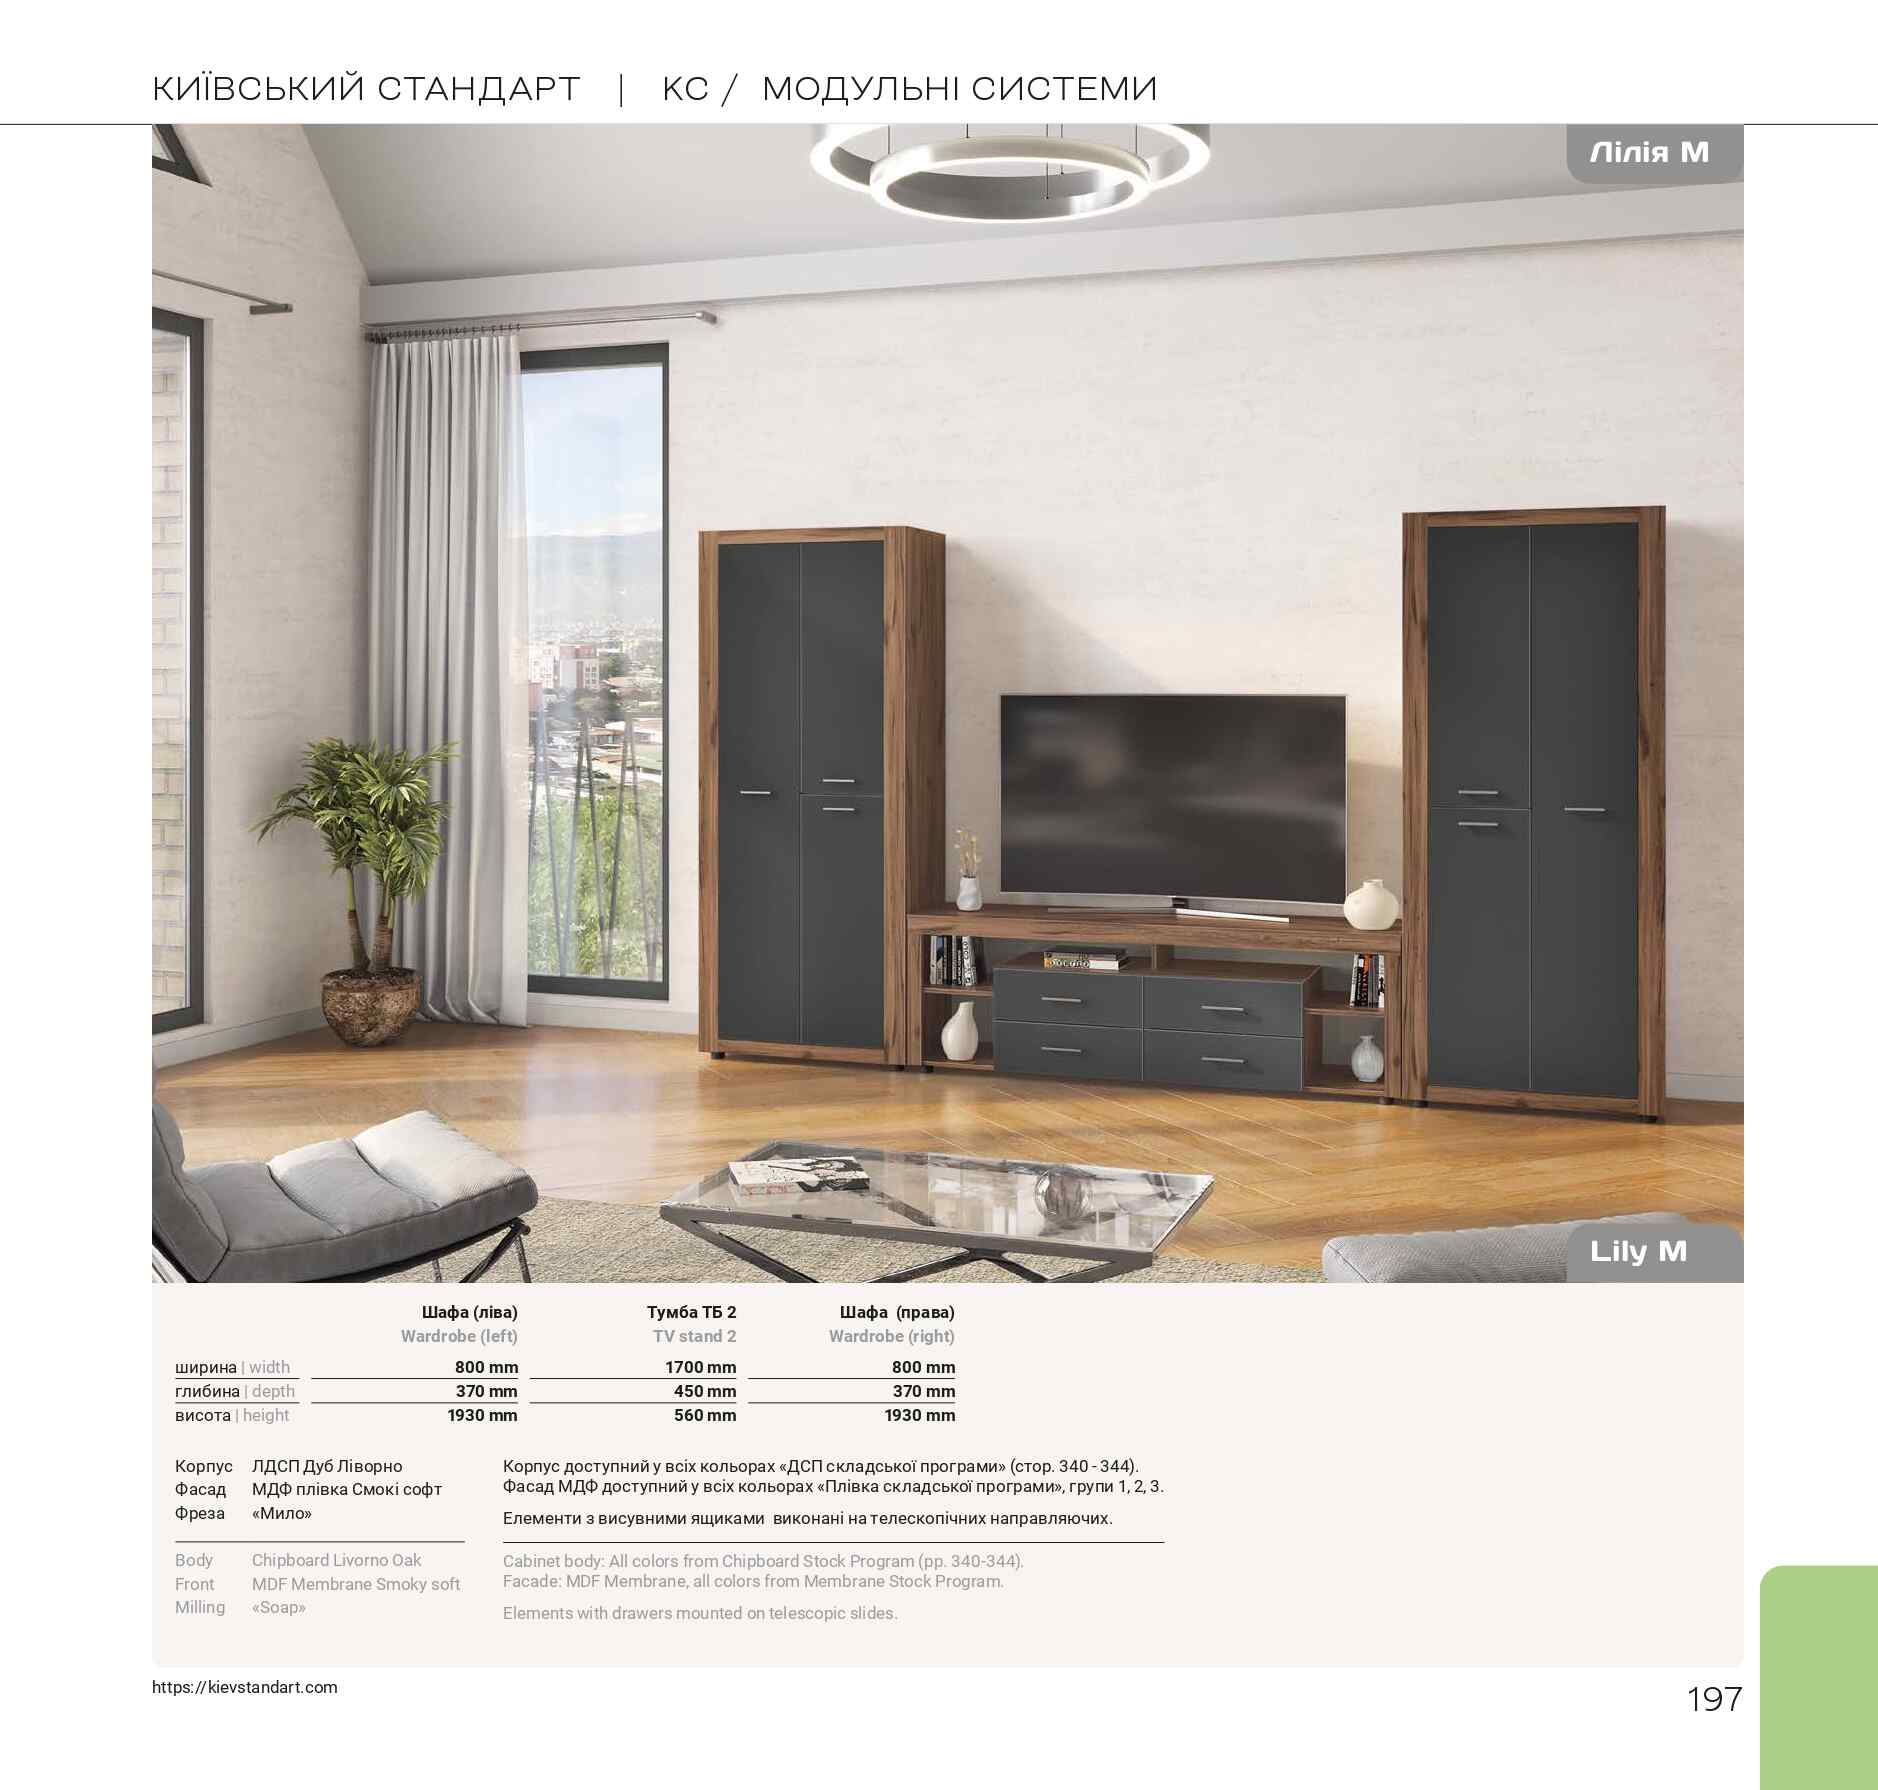 КИЇВСЬКИЙ СТАНДАРТ | КС / МОДУЛЬНІ СИСТЕМИ
Лілія М
Lily M
Шафа (ліва) Тумба ТБ 2 Шафа (права)
Wardrobe (left) TV stand 2 Wardrobe (right)
ширина | width 800 mm 1700 mm 800 mm
глибина | depth 370 mm 450 mm 370 mm
висота | height 1930 mm 560 mm 1930 mm
Корпус ЛДСП Дуб Ліворно
Фасад МДФ плівка Смокі софт
Фреза «Мило»
Body Chipboard Livorno Oak
Front MDF Membrane Smoky soft
Milling «Soap»
Корпус доступний у всіх кольорах «ДСП складської програми» (стор. 340 - 344).
Фасад МДФ доступний у всіх кольорах «Плівка складської програми», групи 1, 2, 3.
Елементи з висувними ящиками виконані на телескопічних направляючих.
Cabinet body: All colors from Chipboard Stock Program (pp. 340-344).
Facade: MDF Membrane, all colors from Membrane Stock Program.
Elements with drawers mounted on telescopic slides.
https://kievstandart.com
197